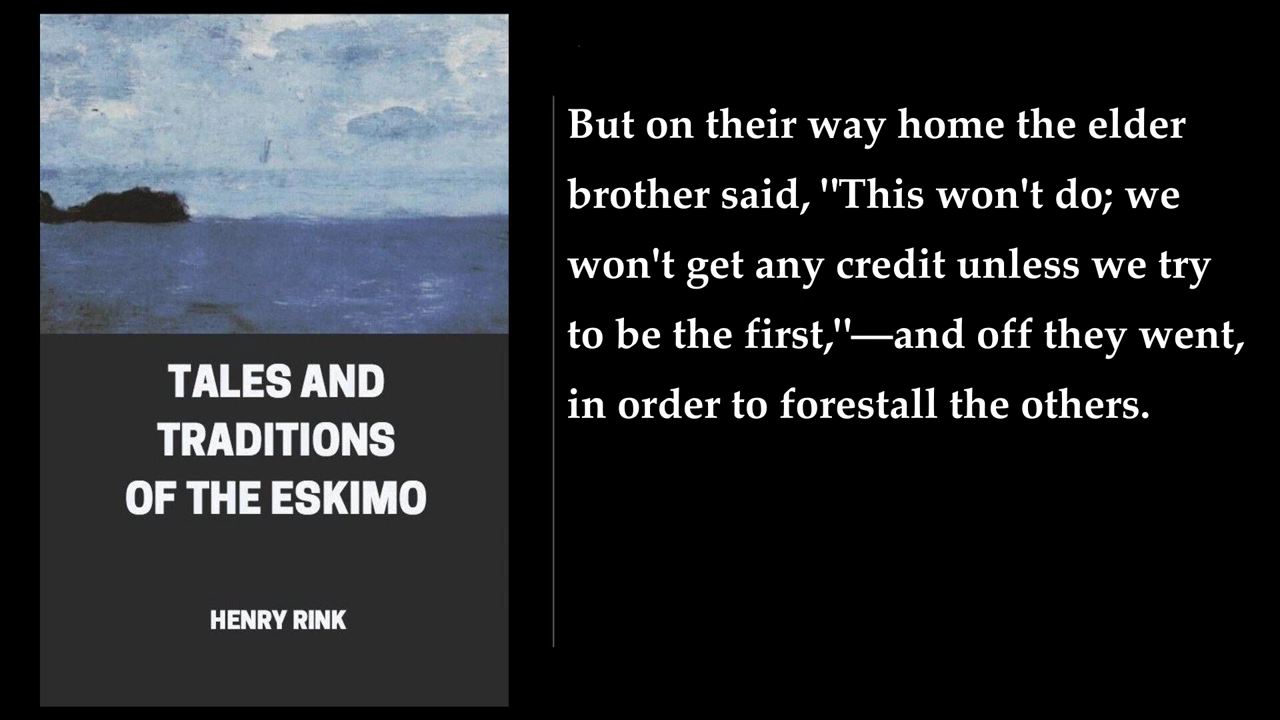 TALES AND
TRADITIONS
OF THE ESKIMO
HENRY RINK
But on their way home the elder
brother said, "This won't do; we
won't get any credit unless we try
to be the first,"—and off they went,
in order to forestall the others.